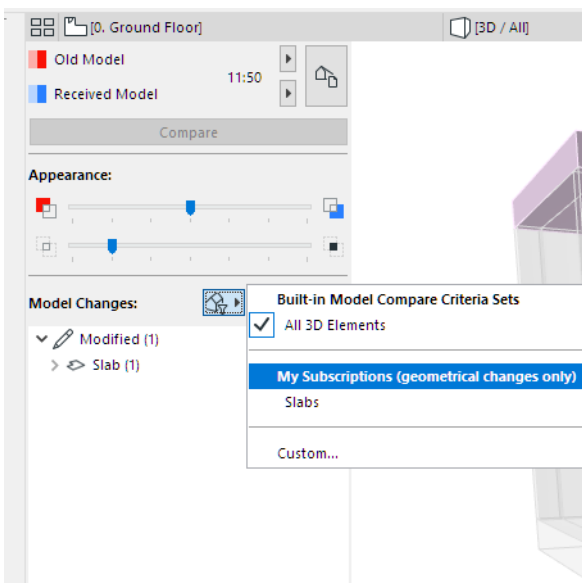 [0. Ground Floor]
[3D / All]
Old Model
11:50
Received Model
Compare
Appearance:
Model Changes:
Built-in Model Compare Criteria Sets
All 3D Elements
Modified (1)
Slab (1)
My Subscriptions (geometrical changes only)
Slabs
Custom...